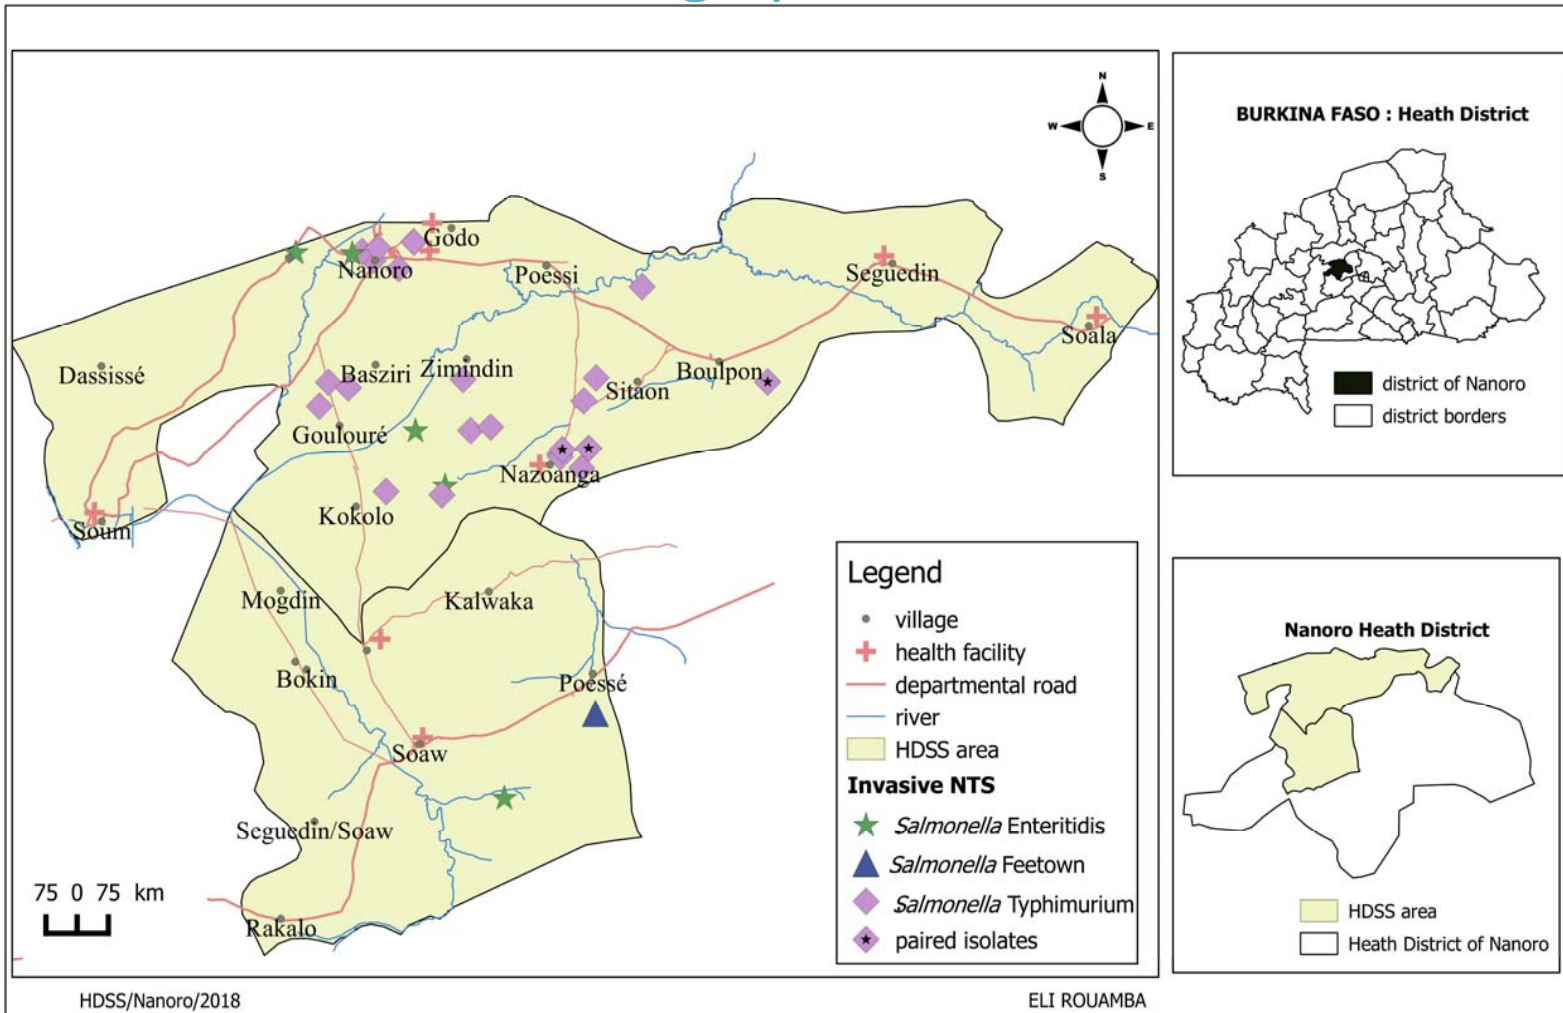 N
W E
S
Godo
Nanoro
Poessi
Seguedin
Soala
Dassissé
Basziri
Zimindin
Sitaon
Boulpon
Goulouré
Nazoanga
Kokolo
Soum
Mogdin
Kalwaka
Bokin
Poessé
Soaw
Seguedin/Soaw
Rakalo
75 0 75 km
Legend
village
health facility
departmental road
river
HDSS area
Invasive NTS
Salmonella Enteritidis
Salmonella Feetown
Salmonella Typhimurium
paired isolates
HDSS/Nanoro/2018
ELI ROUAMBA
BURKINA FASO : Heath District
district of Nanoro
district borders
Nanoro Heath District
HDSS area
Heath District of Nanoro